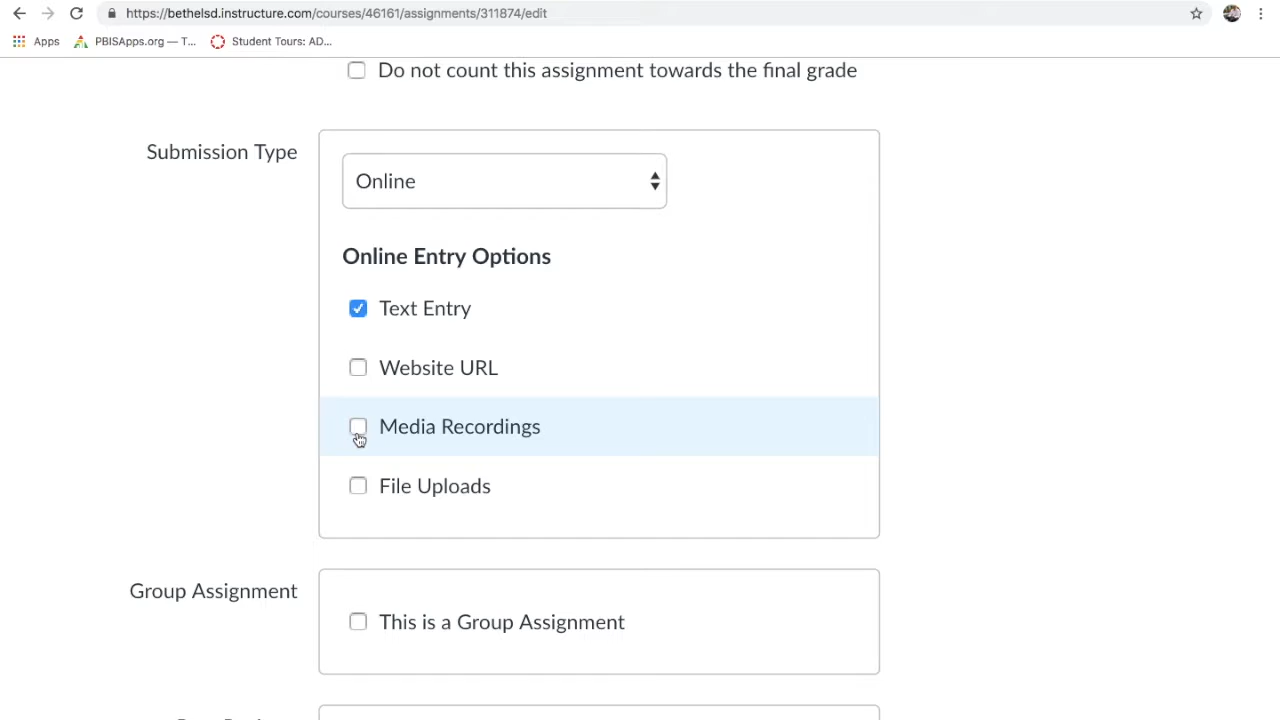 https://bethelsd.instructure.com/courses/46161/assignments/311874/edit
Apps PBISApps.org — T... Student Tours: AD...
Do not count this assignment towards the final grade
Submission Type
Online
Online Entry Options
Text Entry
Website URL
Media Recordings
File Uploads
Group Assignment
This is a Group Assignment